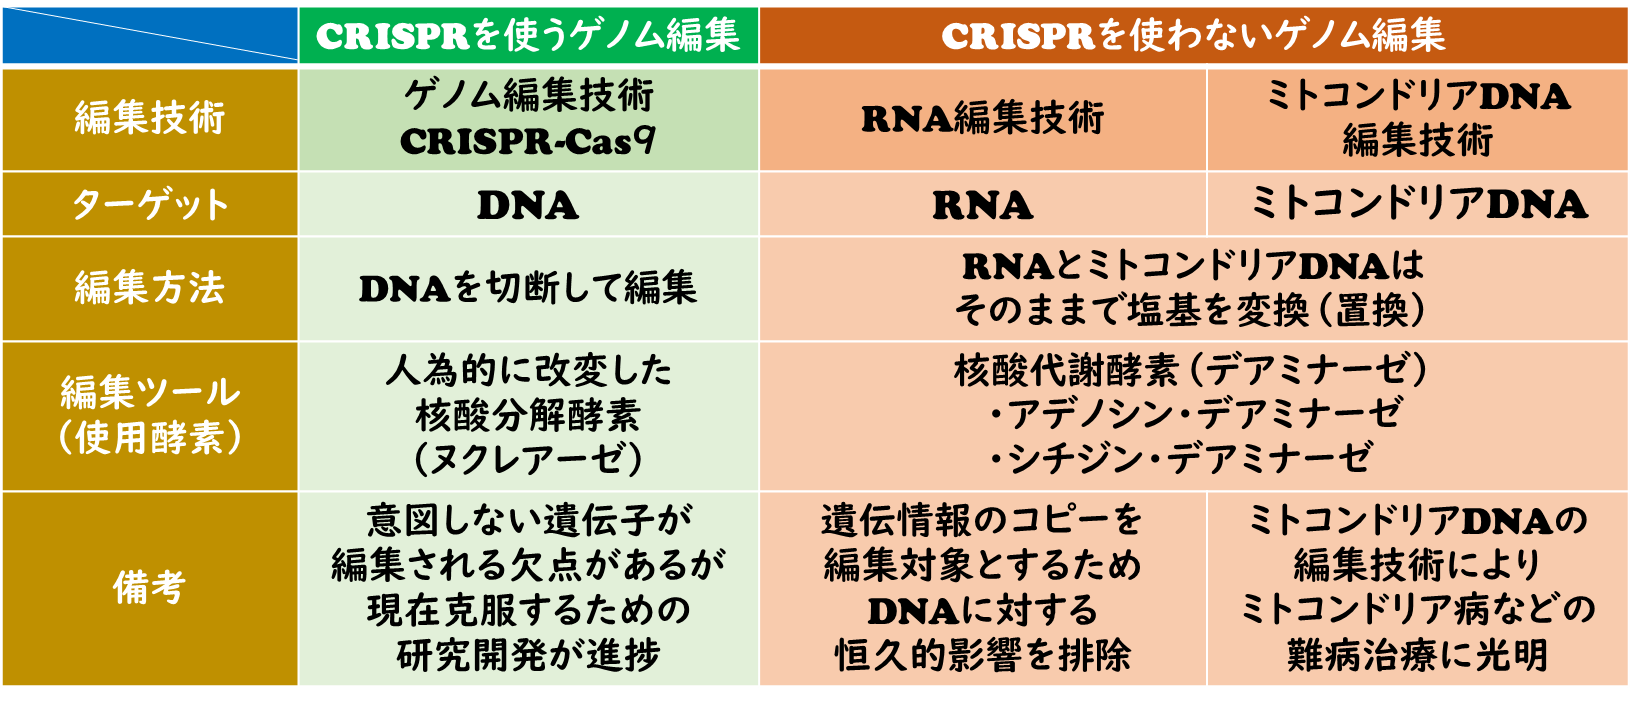 CRISPRを使うゲノム編集
CRISPRを使わないゲノム編集
編集技術
ゲノム編集技術
CRISPR-Cas9
RNA編集技術
ミトコンドリアDNA
編集技術
ターゲット
DNA
RNA
ミトコンドリアDNA
編集方法
DNAを切断して編集
RNAとミトコンドリアDNAは
そのままで塩基を変換（置換）
編集ツール
（使用酵素）
人為的に改変した
核酸分解酵素
（ヌクレアーゼ）
核酸代謝酵素（デアミナーゼ）
・アデノシン・デアミナーゼ
・シチジン・デアミナーゼ
備考
意図しない遺伝子が
編集される欠点があるが
現在克服するための
研究開発が進捗
遺伝情報のコピーを
編集対象とするため
DNAに対する
恒久的影響を排除
ミトコンドリアDNAの
編集技術により
ミトコンドリア病などの
難病治療に光明